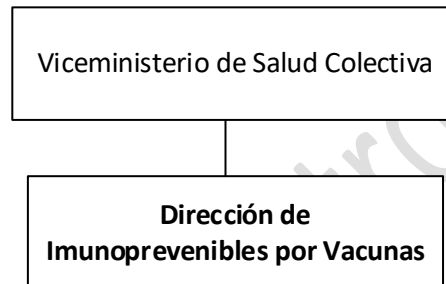 Viceministerio de Salud Colectiva
Dirección de
Imunoprevenibles por Vacunas